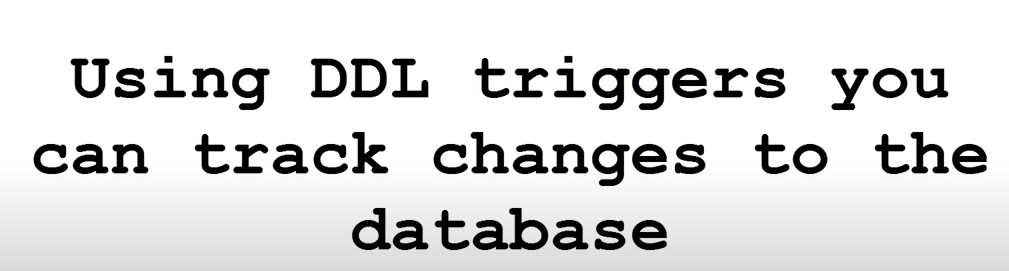 Using DDL triggers you
can track changes to the
database